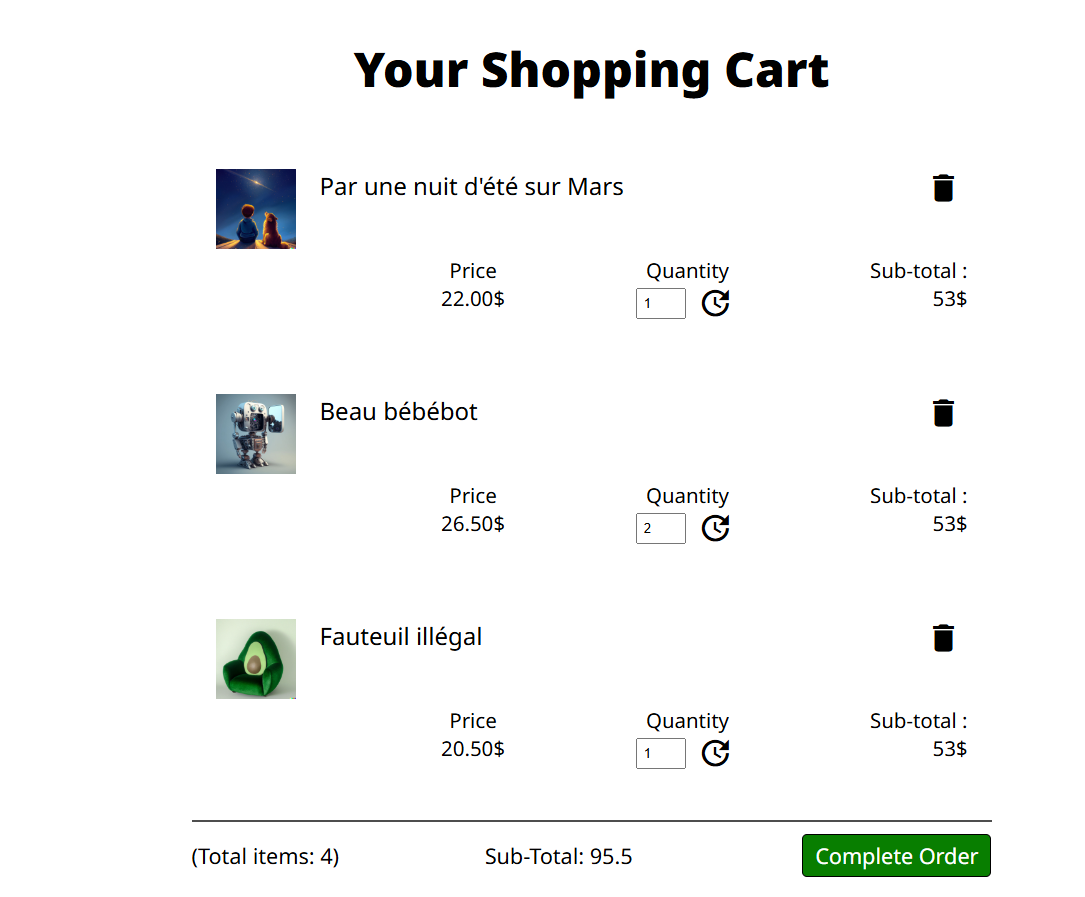 Your Shopping Cart
Par une nuit d'été sur Mars
Price Quantity Sub-total :
22.00$ 1 53$
Beau bébébot
Price Quantity Sub-total :
26.50$ 2 53$
Fauteuil illégal
Price Quantity Sub-total :
20.50$ 1 53$
(Total items: 4) Sub-Total: 95.5 Complete Order